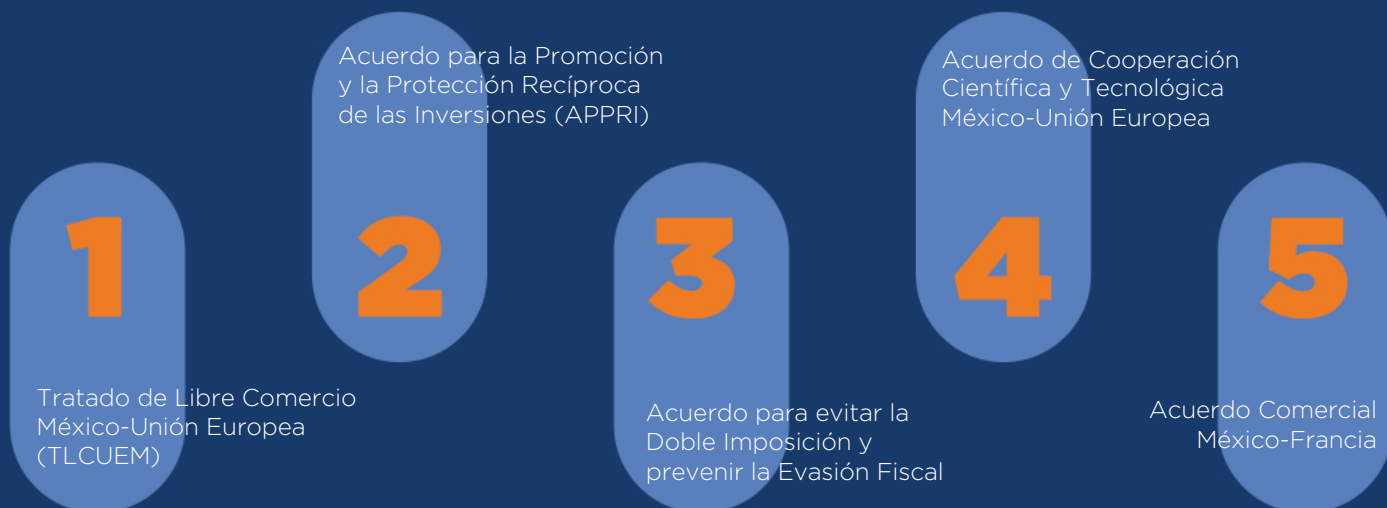 1
Tratado de Libre Comercio
México-Unión Europea
(TLCUEM)
2
Acuerdo para la Promoción
y la Protección Recíproca
de las Inversiones (APPRI)
3
Acuerdo para evitar la
Doble Imposición y
prevenir la Evasión Fiscal
4
Acuerdo de Cooperación
Científica y Tecnológica
México-Unión Europea
5
Acuerdo Comercial
México-Francia